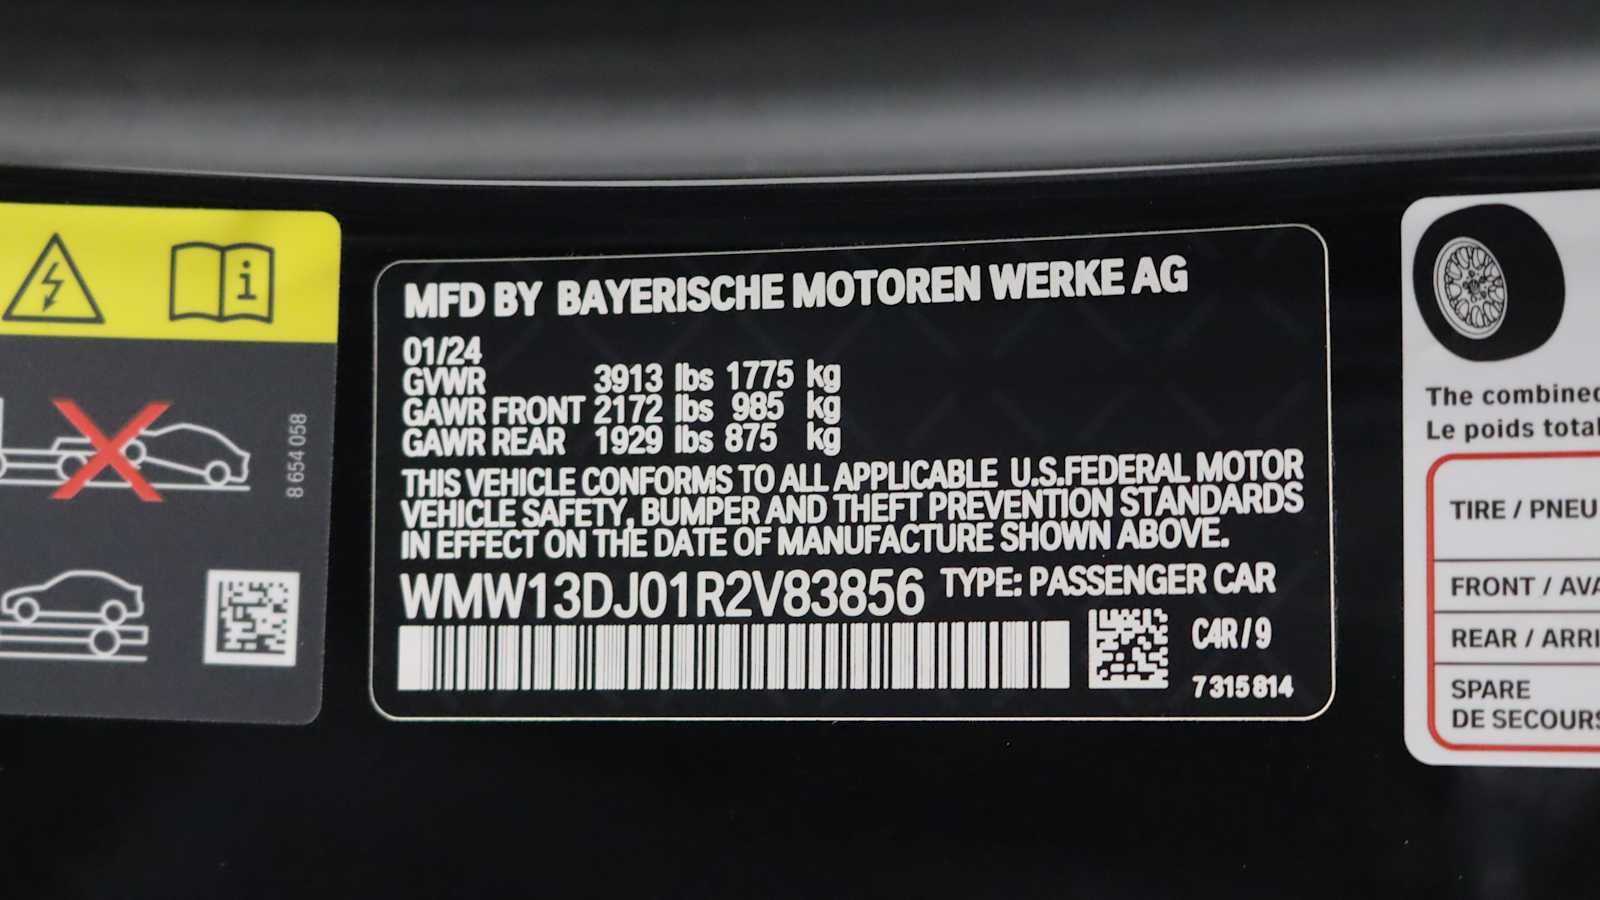 8 654 058
MFD BY BAYERISCHE MOTOREN WERKE AG
01/24
GVWR 3913 lbs 1775 kg
GAWR FRONT 2172 lbs 985 kg
GAWR REAR 1929 lbs 875 kg
THIS VEHICLE CONFORMS TO ALL APPLICABLE U.S.FEDERAL MOTOR
VEHICLE SAFETY, BUMPER AND THEFT PREVENTION STANDARDS
IN EFFECT ON THE DATE OF MANUFACTURE SHOWN ABOVE.
WMW13DJ01R2V83856 TYPE: PASSENGER CAR
C4R/9
7315814
The combined
Le poids total
TIRE / PNEU
FRONT / AVA
REAR / ARRI
SPARE
DE SECOURS